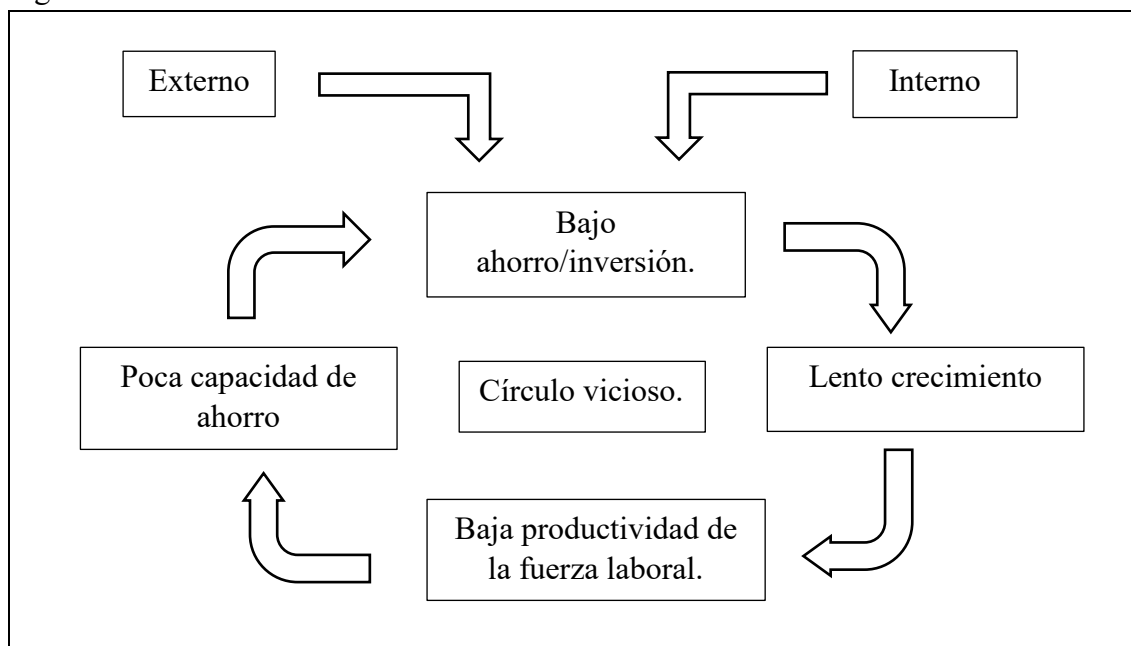 Externo
Interno
Bajo
ahorro/inversión.
Poca capacidad de
ahorro
Círculo vicioso.
Lento crecimiento
Baja productividad de
la fuerza laboral.